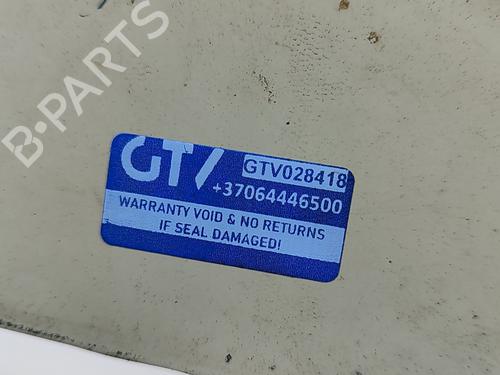 B-PARTS
GTV
GTV028418
+37064446500
WARRANTY VOID & NO RETURNS
IF SEAL DAMAGED!